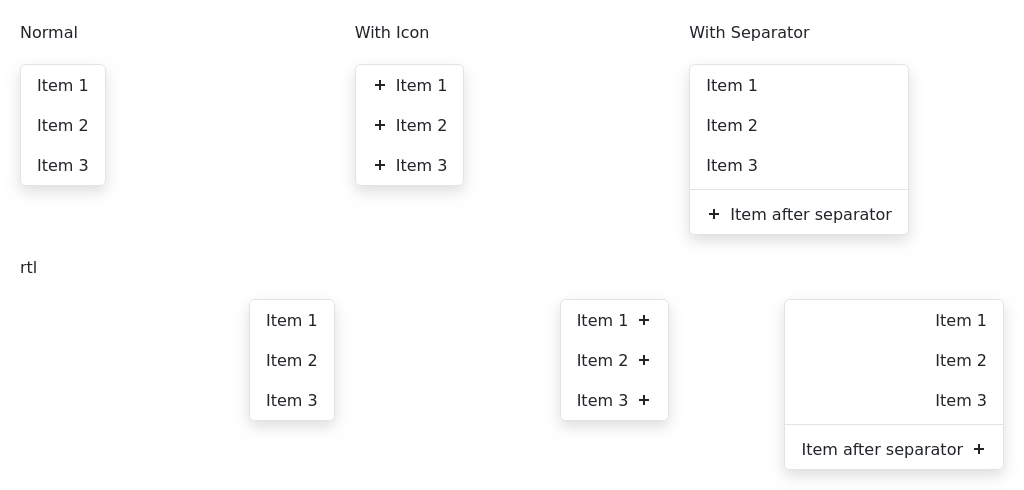 Normal
Item 1
Item 2
Item 3
With Icon
+ Item 1
+ Item 2
+ Item 3
With Separator
Item 1
Item 2
Item 3
+ Item after separator
rtl
Item 1
Item 2
Item 3
Item 1 +
Item 2 +
Item 3 +
Item 1
Item 2
Item 3
Item after separator +